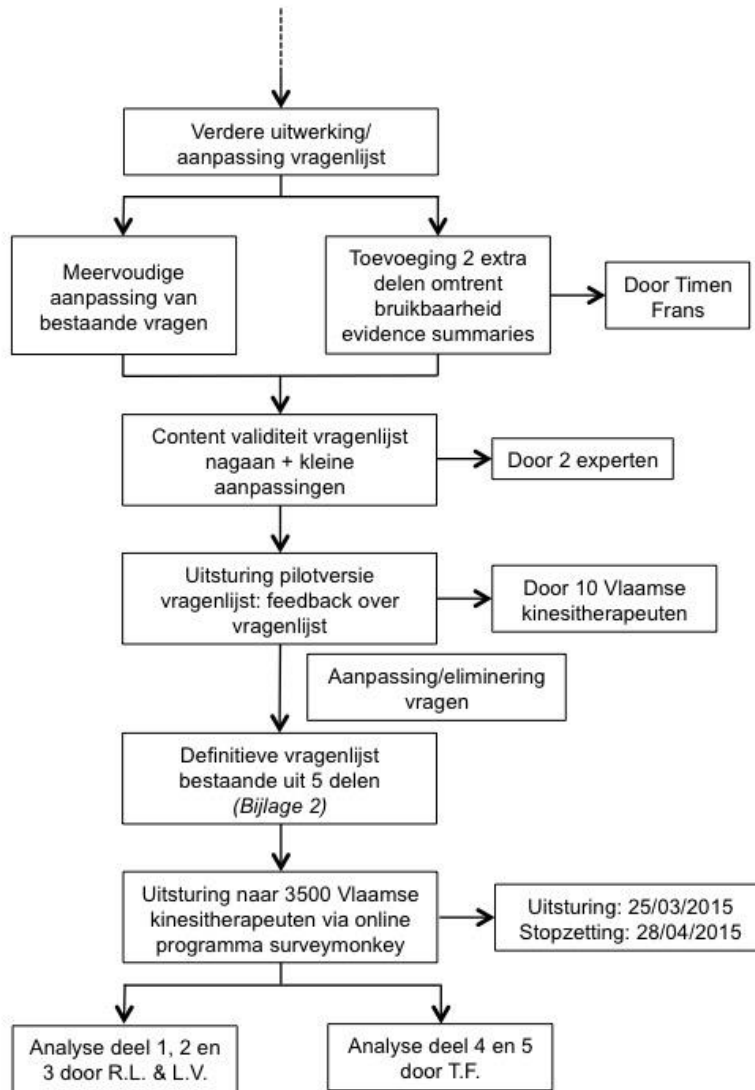 Verdere uitwerking/
aanpassing vragenlijst
Meervoudige
aanpassing van
bestaande vragen
Toevoeging 2 extra
delen omtrent
bruikbaarheid
evidence summaries
Door Timen
Frans
Content validiteit vragenlijst
nagaan + kleine
aanpassingen
Door 2 experten
Uitsturing pilotversie
vragenlijst: feedback over
vragenlijst
Door 10 Vlaamse
kinesitherapeuten
Aanpassing/eliminering
vragen
Definitieve vragenlijst
bestaande uit 5 delen
(Bijlage 2)
Uitsturing naar 3500 Vlaamse
kinesitherapeuten via online
programma surveymonkey
Uitsturing: 25/03/2015
Stopzetting: 28/04/2015
Analyse deel 1, 2 en
3 door R.L. & L.V.
Analyse deel 4 en 5
door T.F.